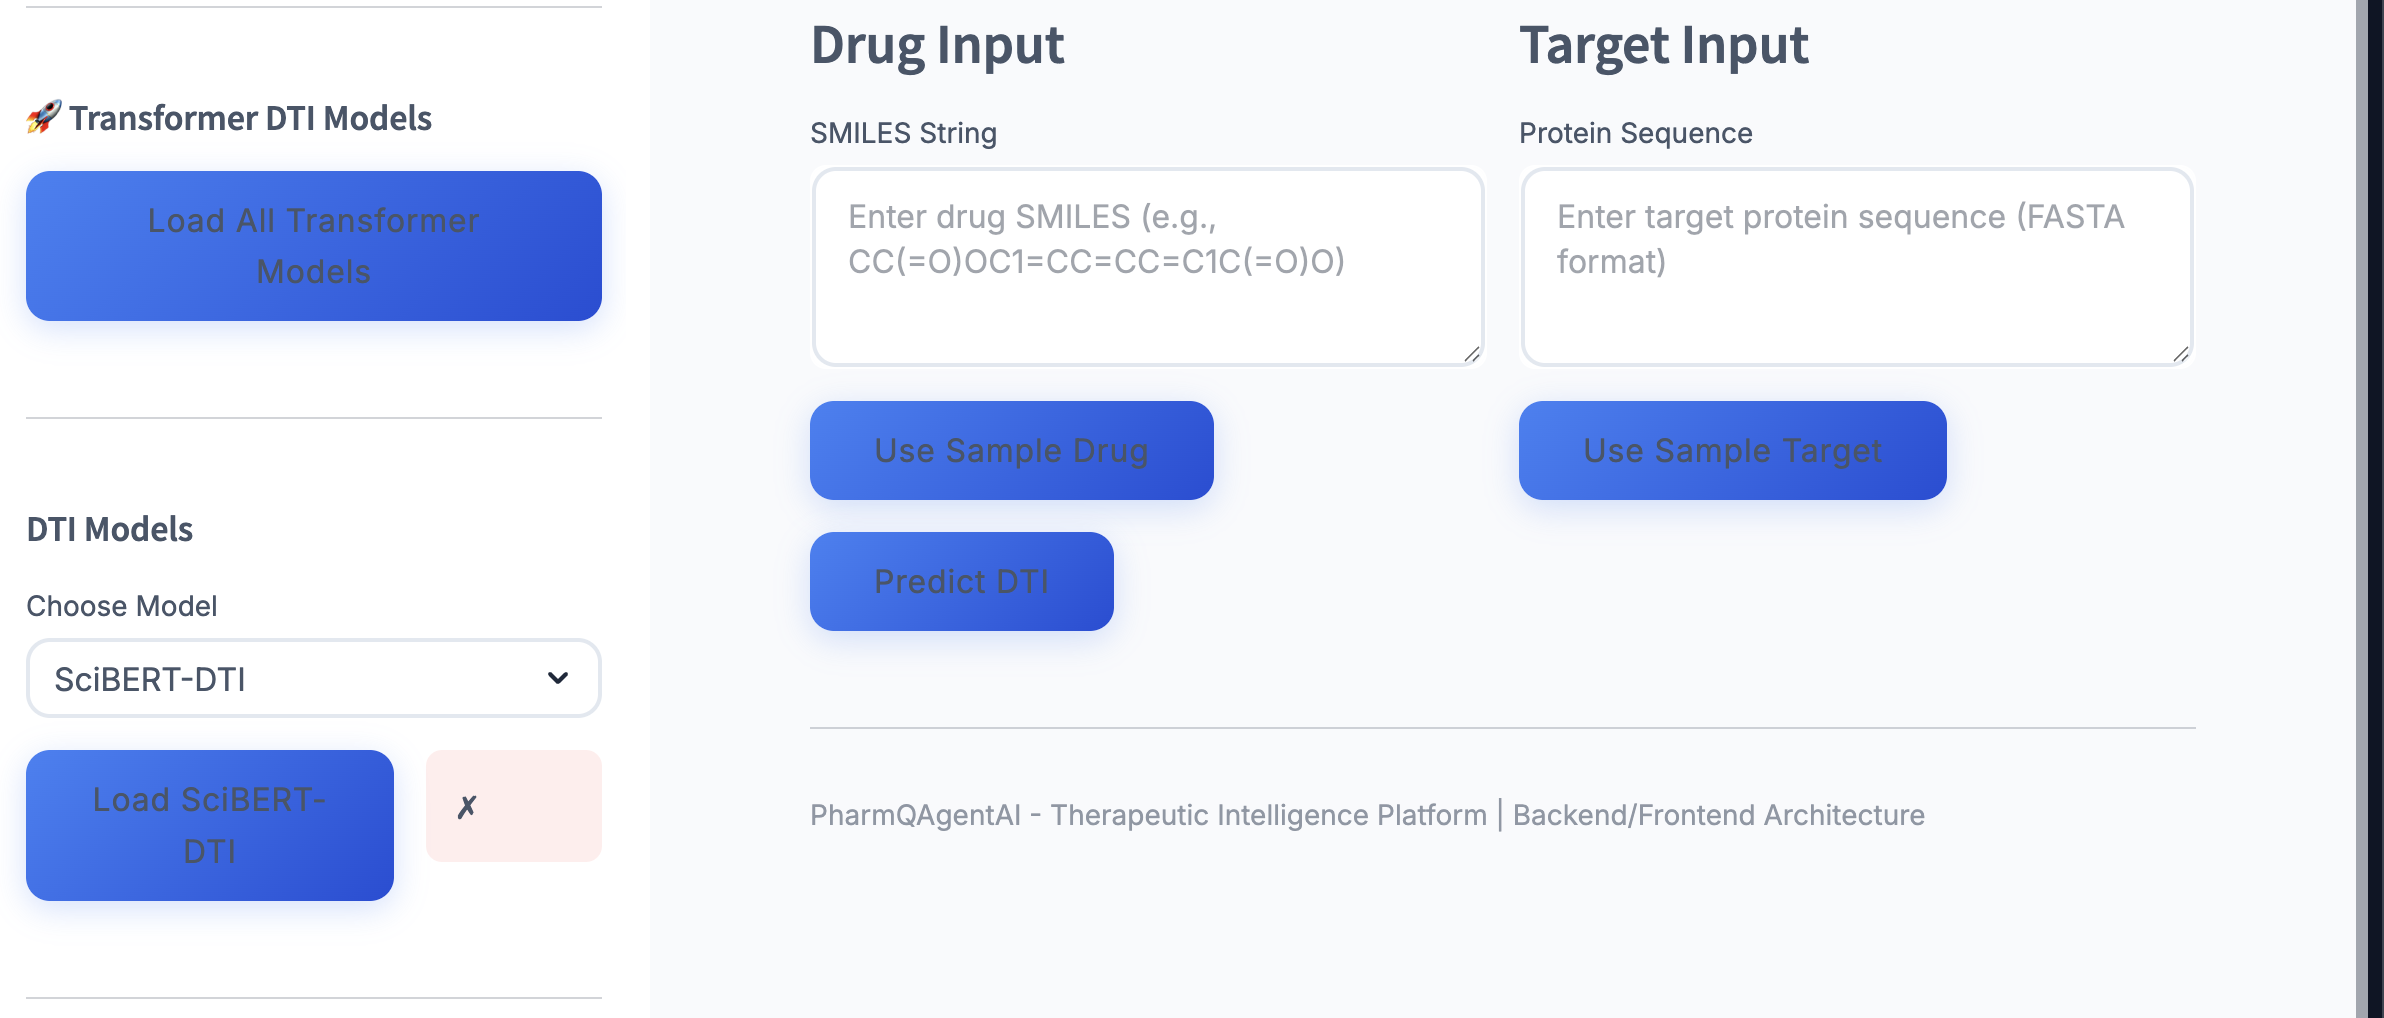 🚀 Transformer DTI Models
Load All Transformer
Models
DTI Models
Choose Model
SciBERT-DTI
Load SciBERT-
DTI
✗
Drug Input
SMILES String
Enter drug SMILES (e.g.,
CC(=O)OC1=CC=CC=C1C(=O)O)
Use Sample Drug
Predict DTI
Target Input
Protein Sequence
Enter target protein sequence (FASTA
format)
Use Sample Target
PharmQAgentAI - Therapeutic Intelligence Platform | Backend/Frontend Architecture